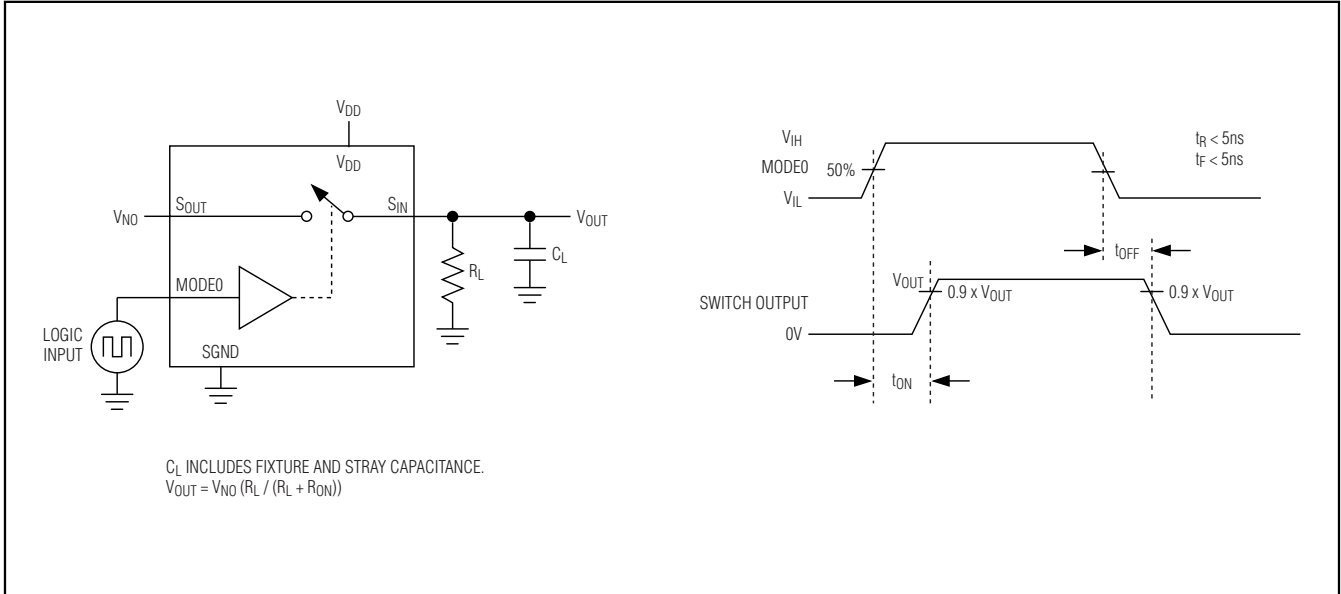 VDD
VDD
VNO
SOUT
SIN
VOUT
RL
CL
MODE0
LOGIC
INPUT
SGND
CL INCLUDES FIXTURE AND STRAY CAPACITANCE.
VOUT = VNO (RL / (RL + RON))
VIH
MODE0 50%
VIL
tR < 5ns
tF < 5ns
tOFF
VOUT
0.9 x VOUT
0.9 x VOUT
SWITCH OUTPUT
0V
tON